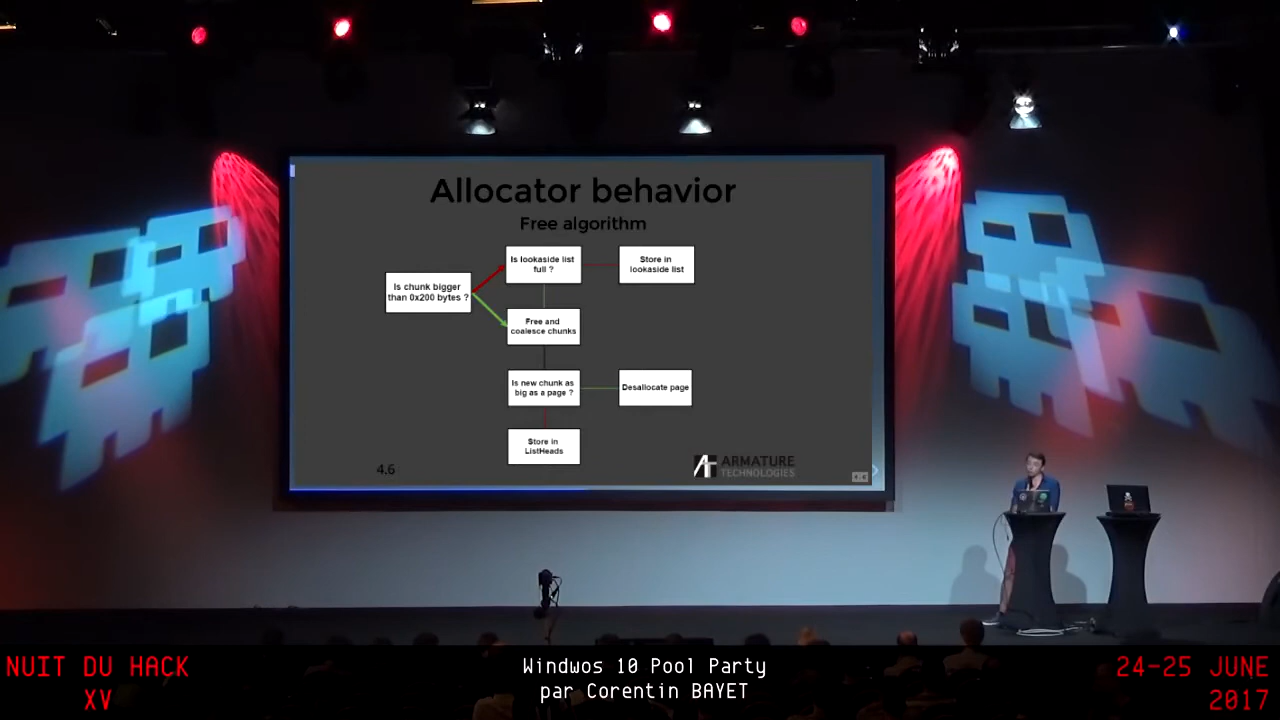 Allocator behavior
Free algorithm
Is chunk bigger
than 0x200 bytes ?
Is lookaside list
full ?
Store in
lookaside list
Free and
coalesce chunks
Is new chunk as
big as a page ?
Desallocate page
Store in
ListHeads
4.6
ARMATURE
TECHNOLOGIES
4.6
NUIT DU HACK
XV
Windwos 10 Pool Party
par Corentin BAYET
24-25 JUNE
2017